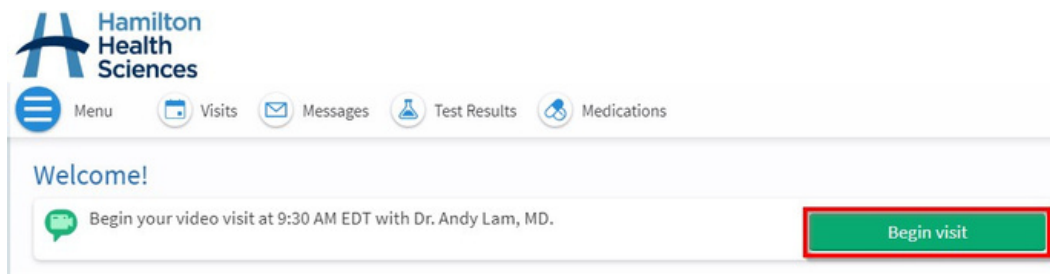 Hamilton
Health
Sciences
Menu Visits Messages Test Results Medications
Welcome!
Begin your video visit at 9:30 AM EDT with Dr. Andy Lam, MD.
Begin visit